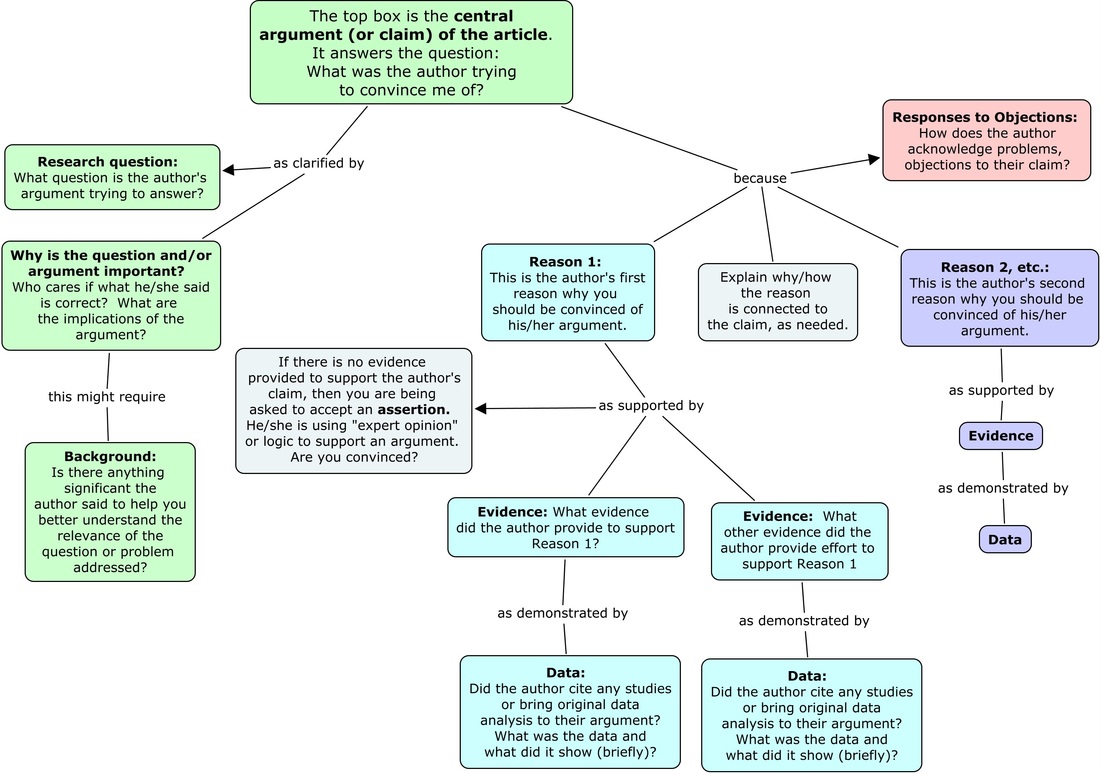 The top box is the central
argument (or claim) of the article.
It answers the question:
What was the author trying
to convince me of?
Responses to Objections:
How does the author
acknowledge problems,
objections to their claim?
as clarified by
Research question:
What question is the author's
argument trying to answer?
because
Why is the question and/or
argument important?
Who cares if what he/she said
is correct? What are
the implications of the
argument?
Reason 1:
This is the author's first
reason why you
should be convinced of
his/her argument.
Explain why/how
the reason
is connected to
the claim, as needed.
Reason 2, etc.:
This is the author's second
reason why you should be
convinced of his/her
argument.
this might require
If there is no evidence
provided to support the author's
claim, then you are being
asked to accept an assertion.
He/she is using "expert opinion"
or logic to support an argument.
Are you convinced?
as supported by
as supported by
Evidence
Background:
Is there anything
significant the
author said to help you
better understand the
relevance of the
question or problem
addressed?
as demonstrated by
Data
Evidence: What evidence
did the author provide to support
Reason 1?
Evidence: What
other evidence did the
author provide effort to
support Reason 1
as demonstrated by
as demonstrated by
Data:
Did the author cite any studies
or bring original data
analysis to their argument?
What was the data and
what did it show (briefly)?
Data:
Did the author cite any studies
or bring original data
analysis to their argument?
What was the data and
what did it show (briefly)?